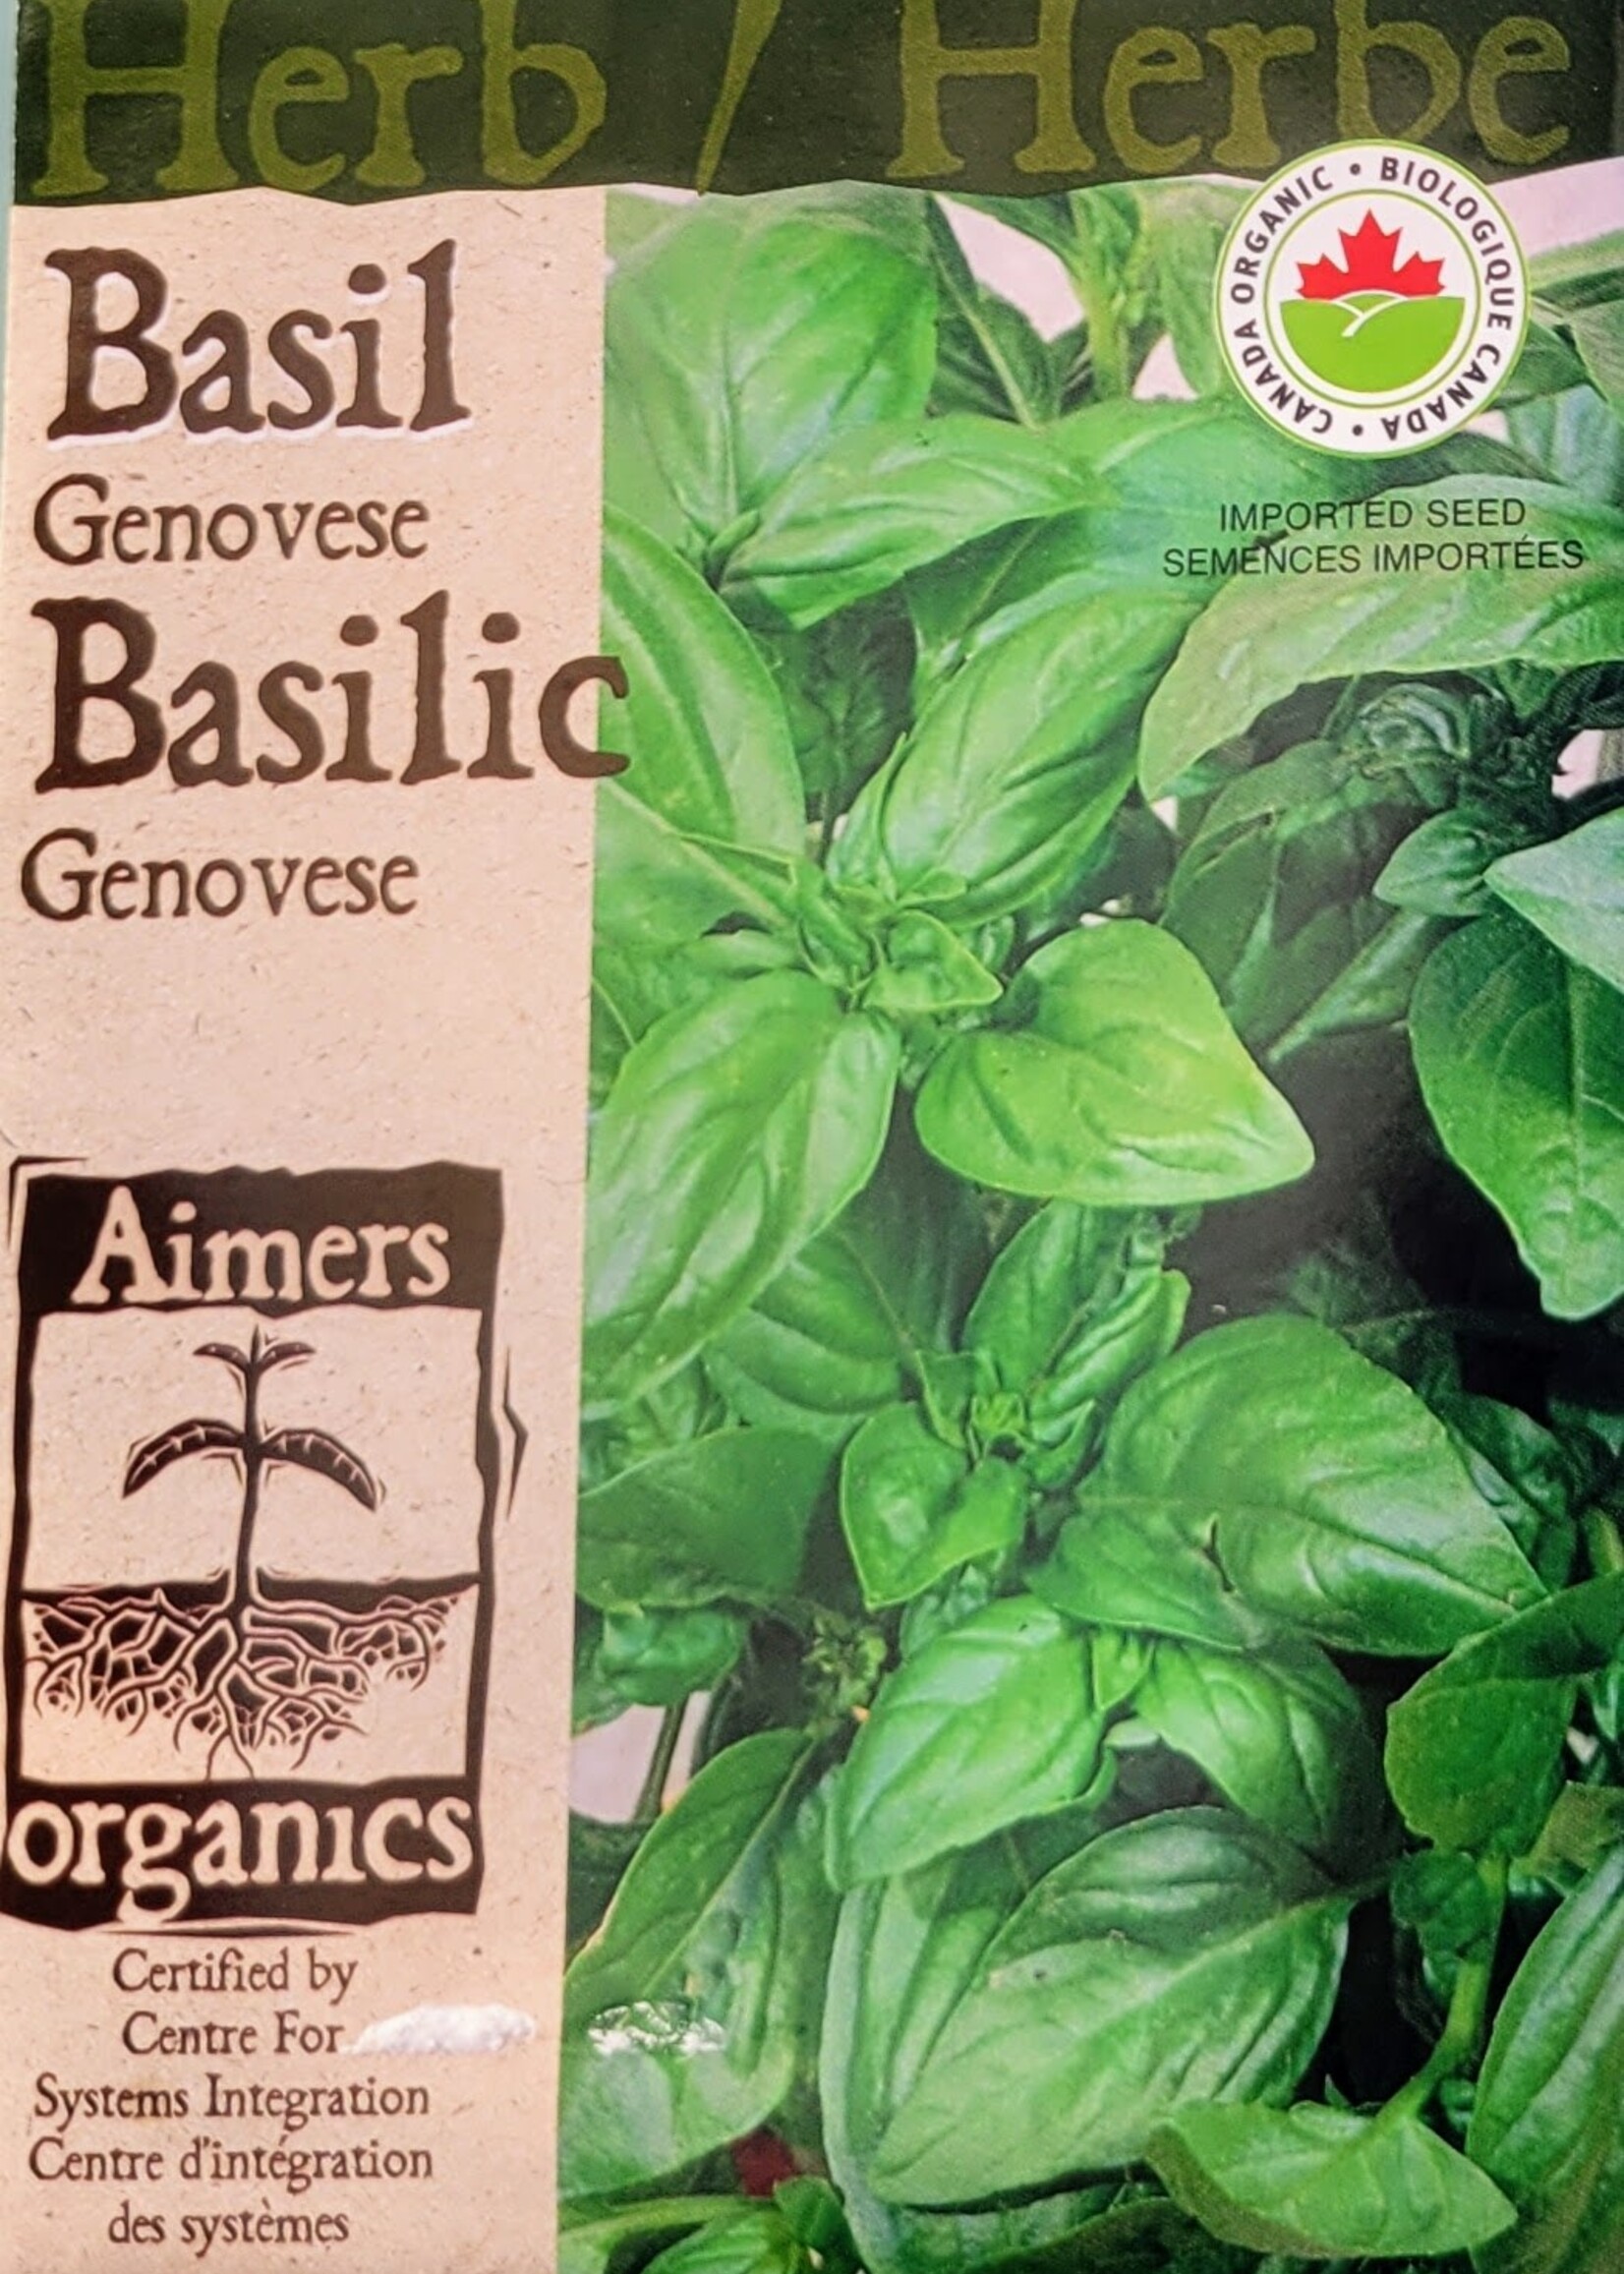 Herb / Herbe
Basil
Genovese
Basilic
Genovese
CANADA ORGANIC • BIOLOGIQUE CANADA •
IMPORTED SEED
SEMENCES IMPORTÉES
Aimers
organics
Certified by
Centre For
Systems Integration
Centre d'intégration
des systèmes